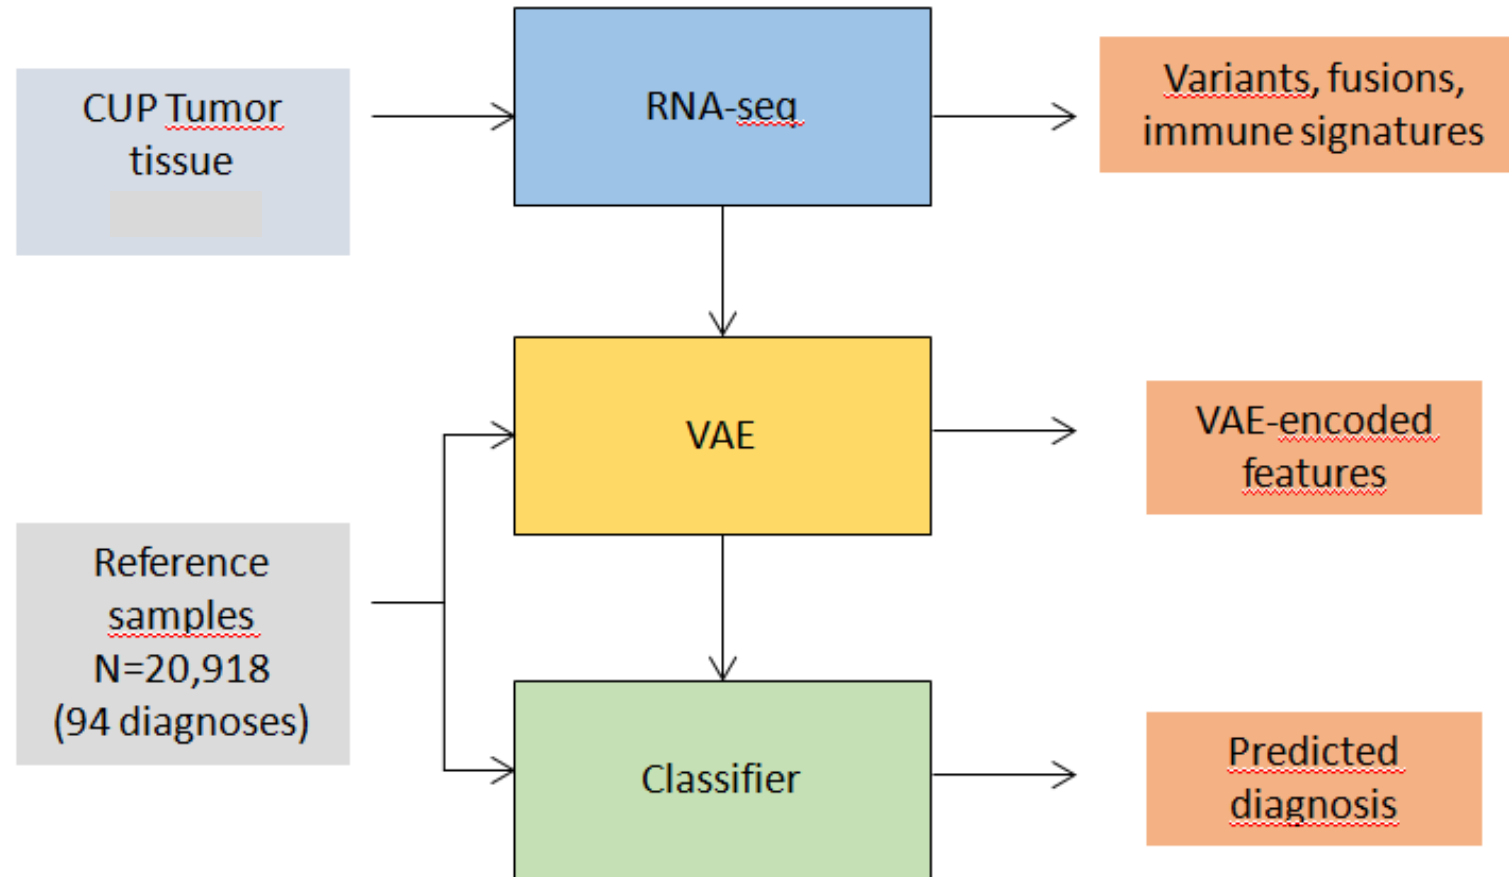 CUP Tumor
tissue
RNA-seq
Variants, fusions,
immune signatures
VAE
VAE-encoded
features
Reference
samples
N=20,918
(94 diagnoses)
Classifier
Predicted
diagnosis